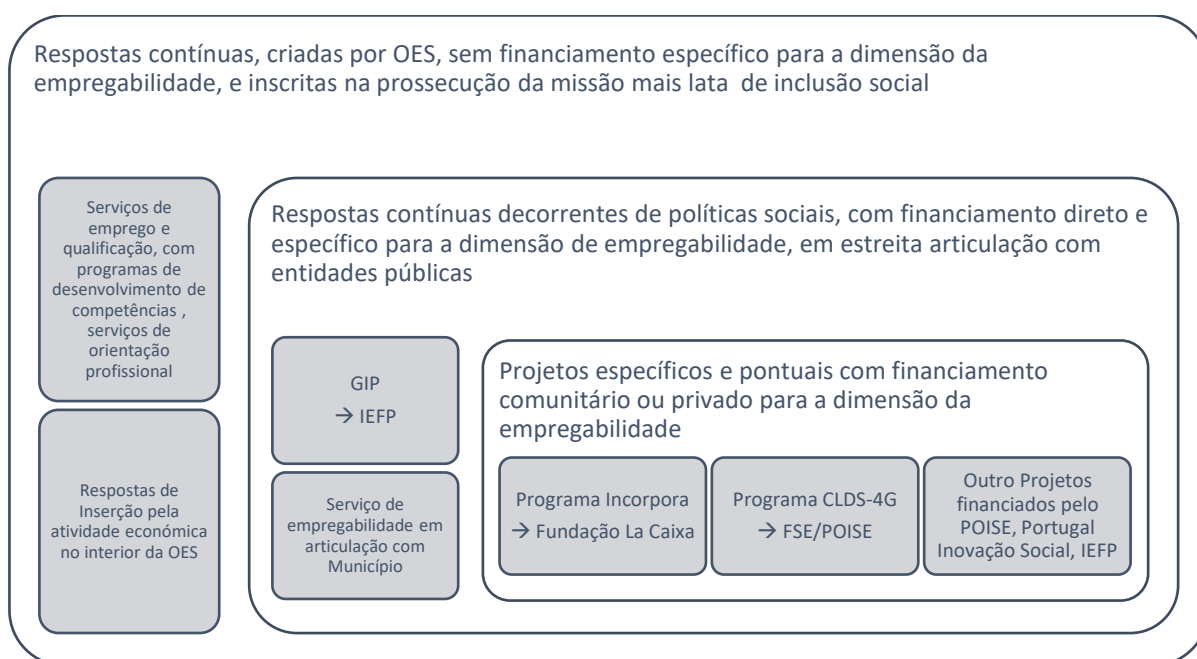 Respostas contínuas, criadas por OES, sem financiamento específico para a dimensão da
empregabilidade, e inscritas na prossecução da missão mais lata de inclusão social
Serviços de
emprego e
qualificação, com
programas de
desenvolvimento de
competências ,
serviços de
orientação
profissional
Respostas de
Inserção pela
atividade económica
no interior da OES
Respostas contínuas decorrentes de políticas sociais, com financiamento direto e
específico para a dimensão de empregabilidade, em estreita articulação com
entidades públicas
GIP
→ IEFP
Serviço de
empregabilidade em
articulação com
Município
Projetos específicos e pontuais com financiamento
comunitário ou privado para a dimensão da
empregabilidade
Programa Incorpora
→ Fundação La Caixa
Programa CLDS-4G
→ FSE/POISE
Outro Projetos
financiados pelo
POISE, Portugal
Inovação Social, IEFP